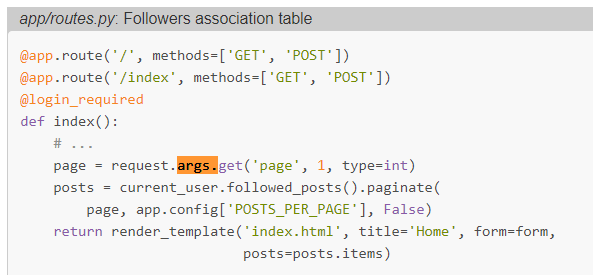 app/routes.py: Followers association table
@app.route('/', methods=['GET', 'POST'])
@app.route('/index', methods=['GET', 'POST'])
@login_required
def index():
    # ...
    page = request.args.get('page', 1, type=int)
    posts = current_user.followed_posts().paginate(
        page, app.config['POSTS_PER_PAGE'], False)
    return render_template('index.html', title='Home', form=form,
                           posts=posts.items)